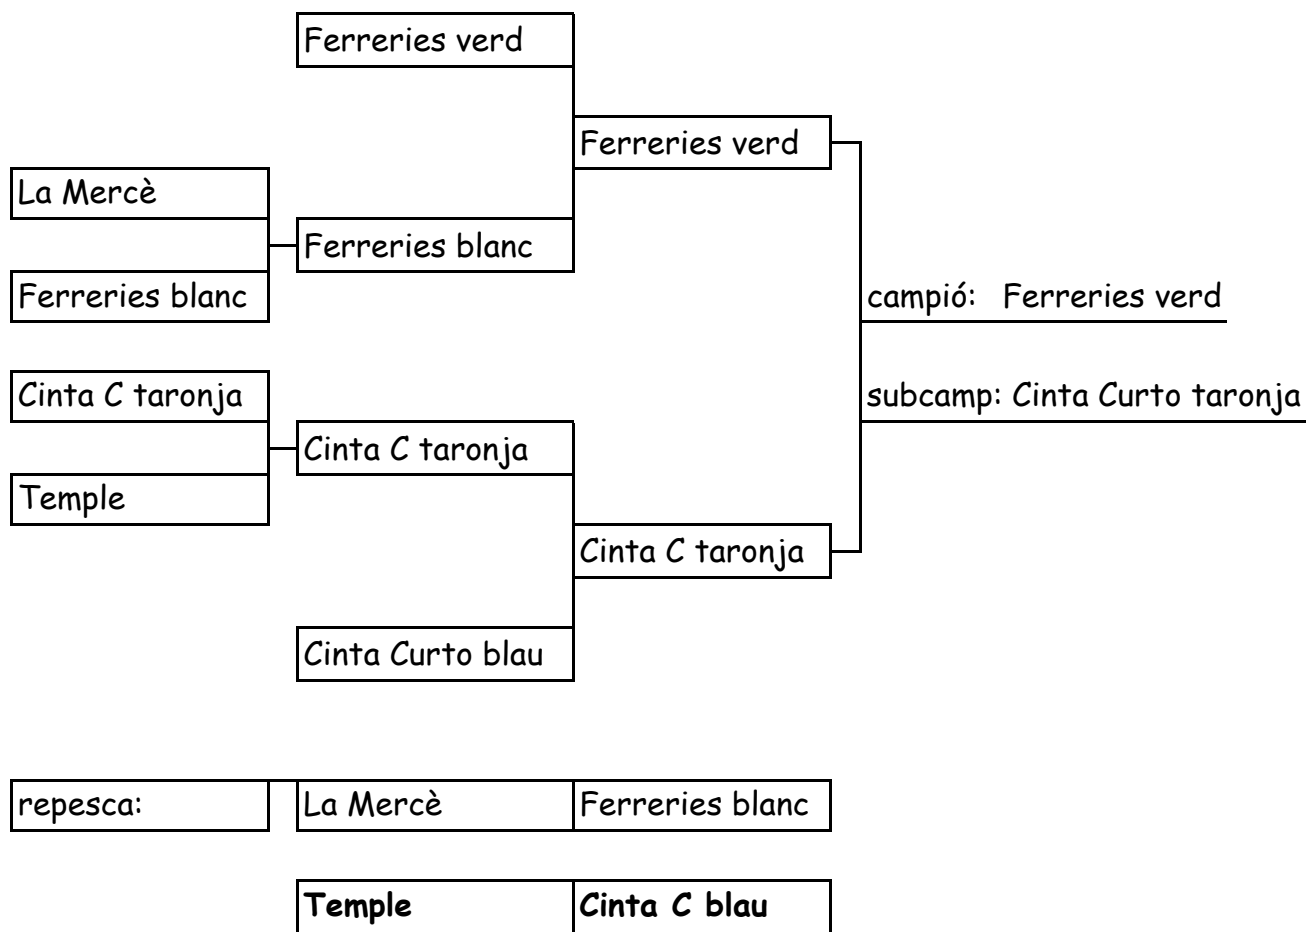 Ferreries verd
Ferreries verd
La Mercè
Ferreries blanc
Ferreries blanc
campió: Ferreries verd
Cinta C taronja
subcamp: Cinta Curto taronja
Cinta C taronja
Temple
Cinta C taronja
Cinta Curto blau
repesca: La Mercè Ferreries blanc
Temple Cinta C blau